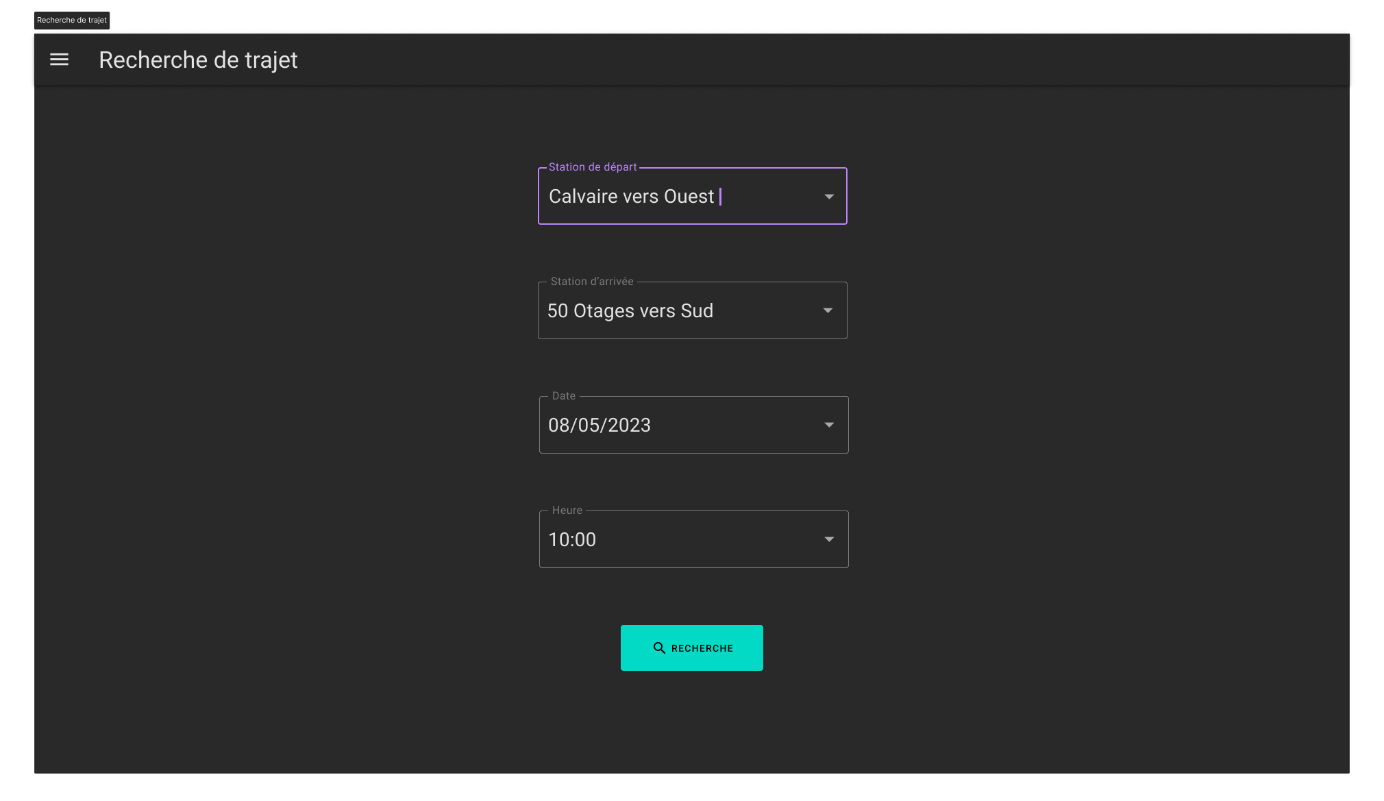 Recherche de trajet
Recherche de trajet
Station de départ
Calvaire vers Ouest
Station d'arrivée
50 Otages vers Sud
Date
08/05/2023
Heure
10:00
RECHERCHE